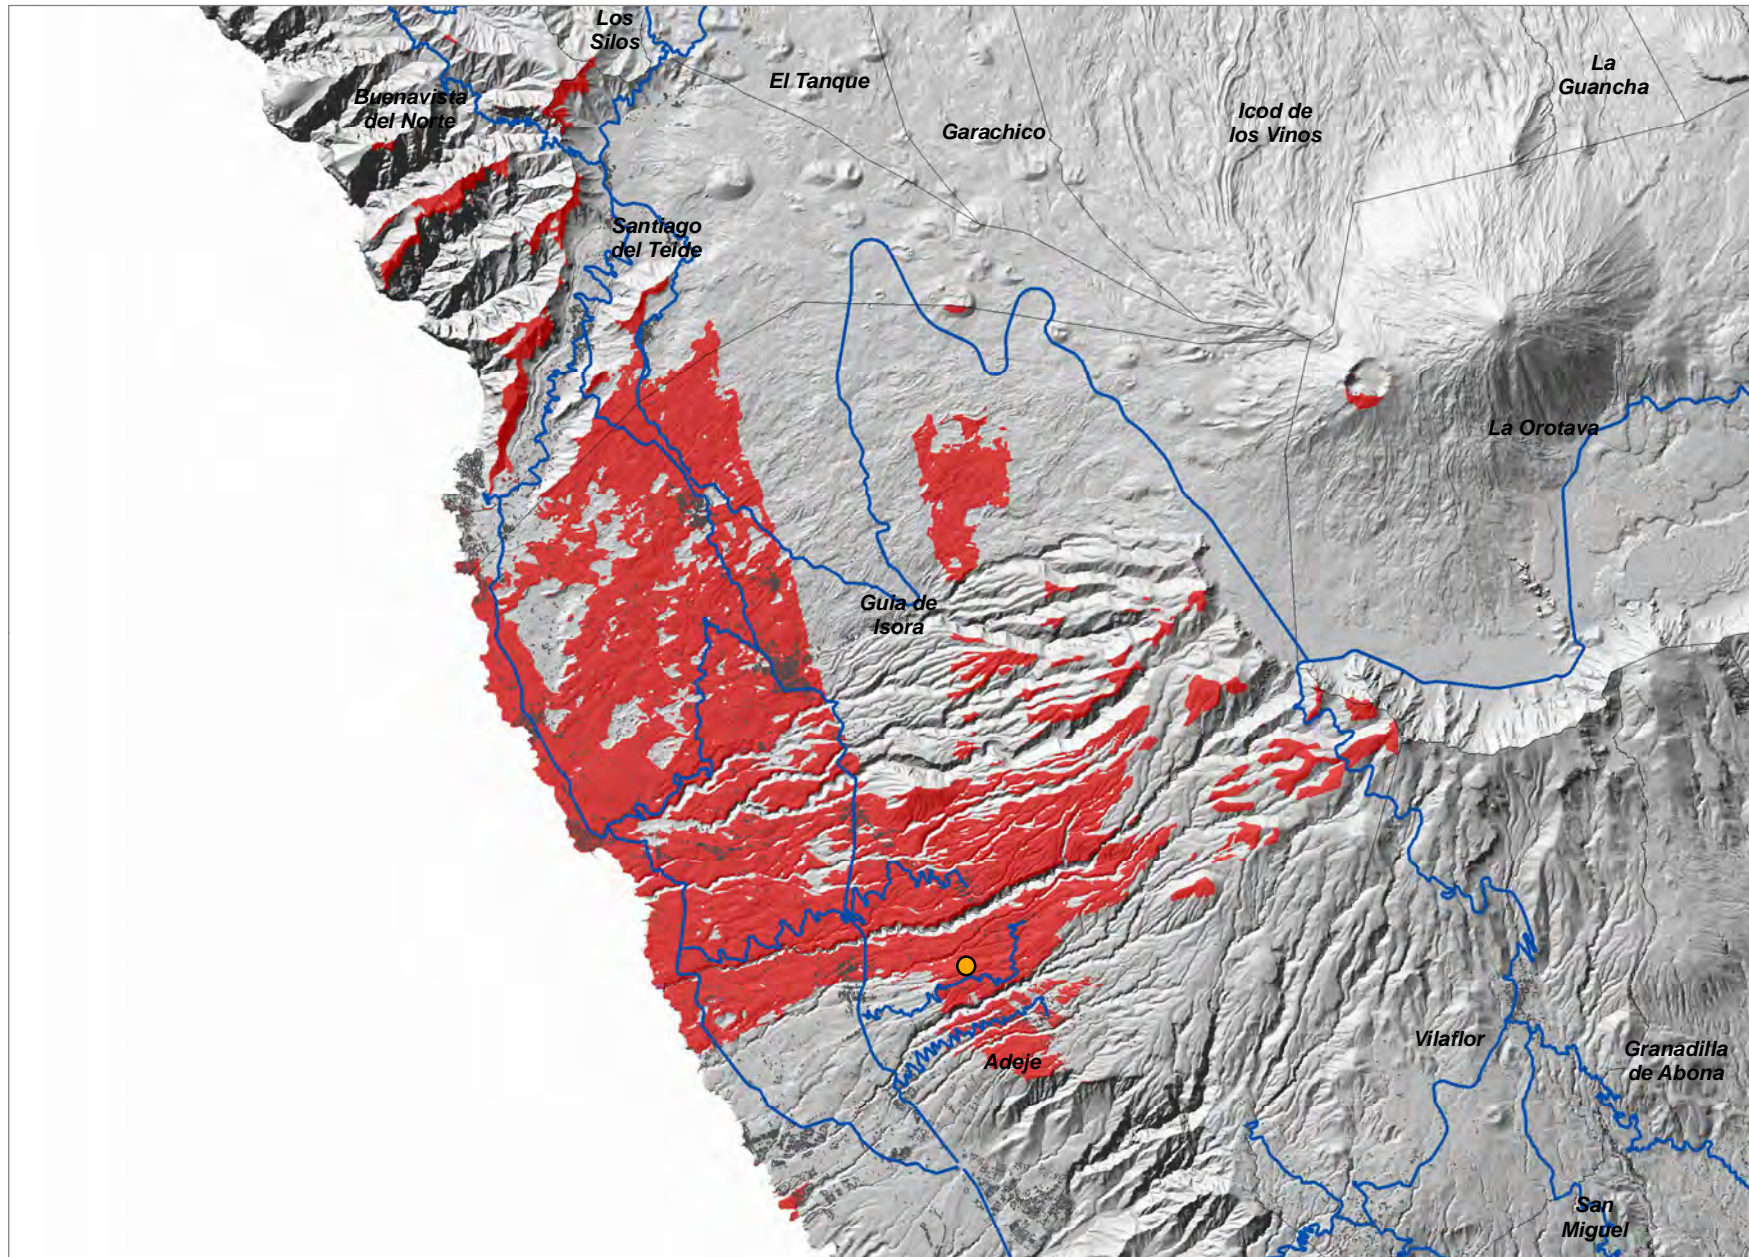 Los
Silos
El Tanque
La
Guancha
Buenavista
del Norte
Icod de
los Vinos
Garachico
Santiago
del Teide
La Orotava
Guia de
Isora
Vilaflor
Granadilla
de Abona
Adeje
San
Miguel